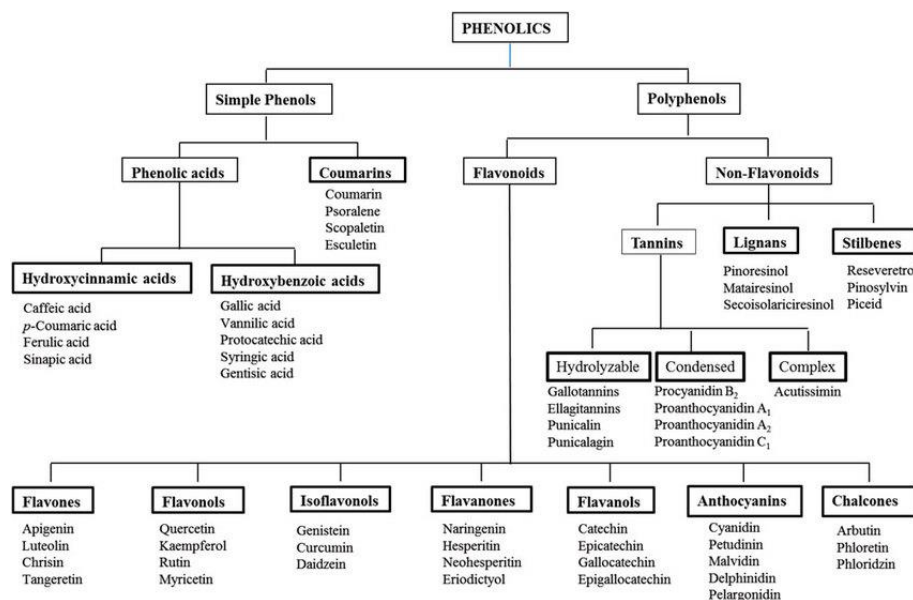 PHENOLICS
Simple Phenols
Polyphenols
Phenolic acids
Coumarins
Coumarin
Psoralene
Scopaletin
Esculetin
Flavonoids
Non-Flavonoids
Hydroxycinnamic acids
Caffeic acid
p-Coumaric acid
Ferulic acid
Sinapic acid
Hydroxybenzoic acids
Gallic acid
Vannilic acid
Protocatechic acid
Syringic acid
Gentisic acid
Tannins
Lignans
Pinoresinol
Matairesinol
Secoisolariciresinol
Stilbenes
Reseveretrol
Pinosylvin
Piceid
Hydrolyzable
Gallotannins
Ellagitannins
Punicalin
Punicalagin
Condensed
Procyanidin B₂
Proanthocyanidin A₁
Proanthocyanidin A₂
Proanthocyanidin C₁
Complex
Acutissimin
Flavones
Apigenin
Luteolin
Chrisin
Tangeretin
Flavonols
Quercetin
Kaempferol
Rutin
Myricetin
Isoflavonols
Genistein
Curcumin
Daidzein
Flavanones
Naringenin
Hesperitin
Neohesperitin
Eriodictyol
Flavanols
Catechin
Epicatechin
Gallocatechin
Epigallocatechin
Anthocyanins
Cyanidin
Petudinin
Malvidin
Delphinidin
Pelargonidin
Chalcones
Arbutin
Phloretin
Phloridzin